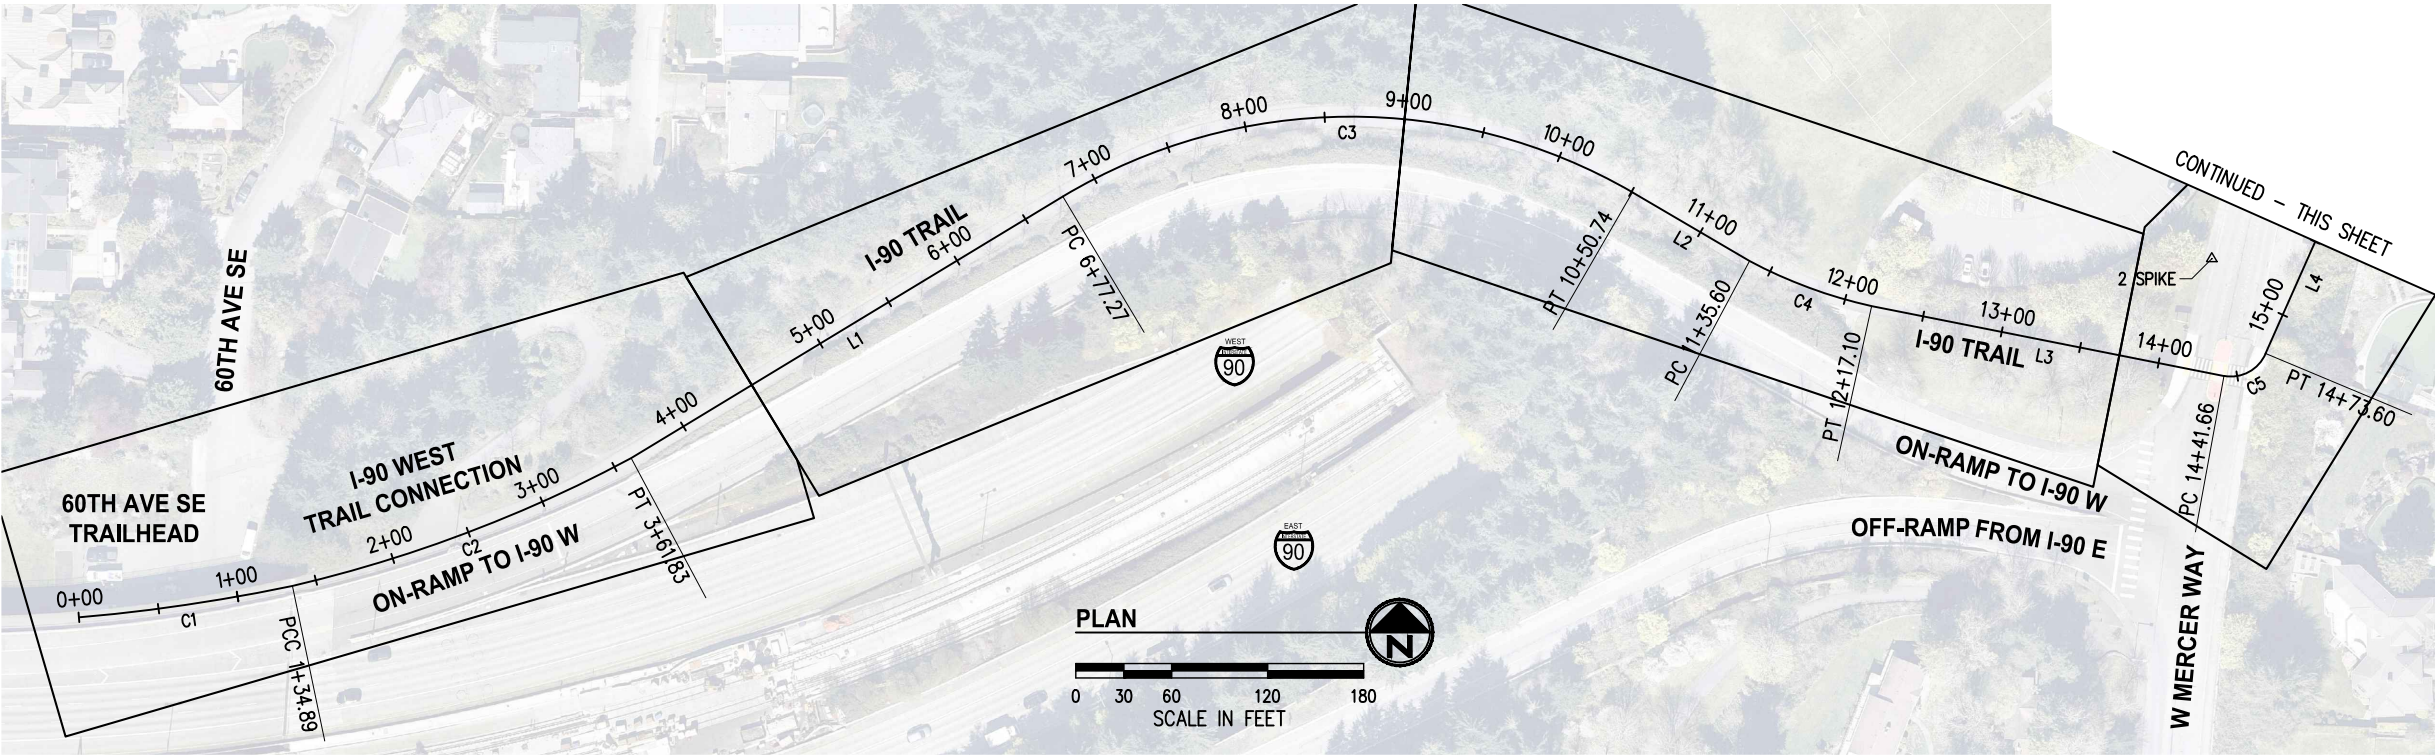 60TH AVE SE
60TH AVE SE
TRAILHEAD
0+00
C1
1+00
PCC 1+34.89
I-90 WEST
TRAIL CONNECTION
2+00
C2
3+00
ON-RAMP TO I-90 W
PT 3+61.83
4+00
5+00
L1
I-90 TRAIL
6+00
PC 6+77.27
7+00
8+00
C3
9+00
10+00
PT 10+50.74
11+00
L2
PC 11+35.60
C4
12+00
PT 12+17.10
13+00
I-90 TRAIL
L3
14+00
PC 14+41.66
C5
PT 14+73.60
15+00
L4
2 SPIKE
CONTINUED - THIS SHEET
WEST
INTERSTATE
90
EAST
INTERSTATE
90
ON-RAMP TO I-90 W
OFF-RAMP FROM I-90 E
W MERCER WAY
PLAN
N
0 30 60 120 180
SCALE IN FEET